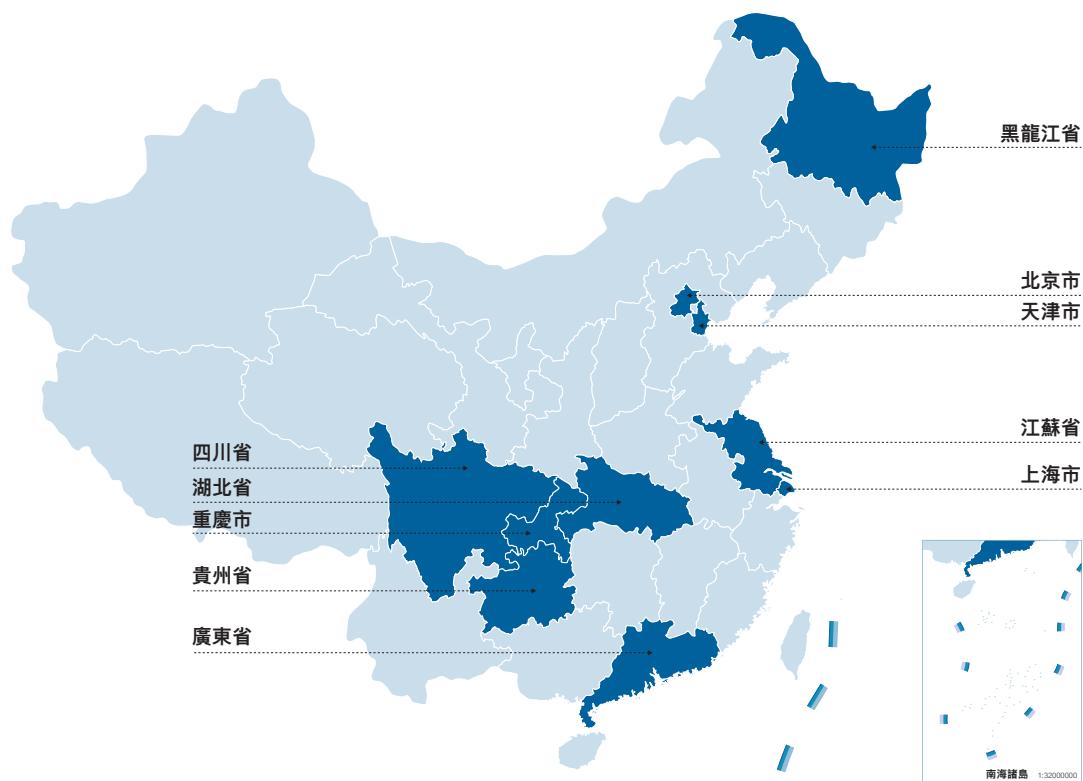 黑龍江省
北京市
天津市
江蘇省
上海市
四川省
湖北省
重慶市
貴州省
廣東省
南海諸島 1:32000000